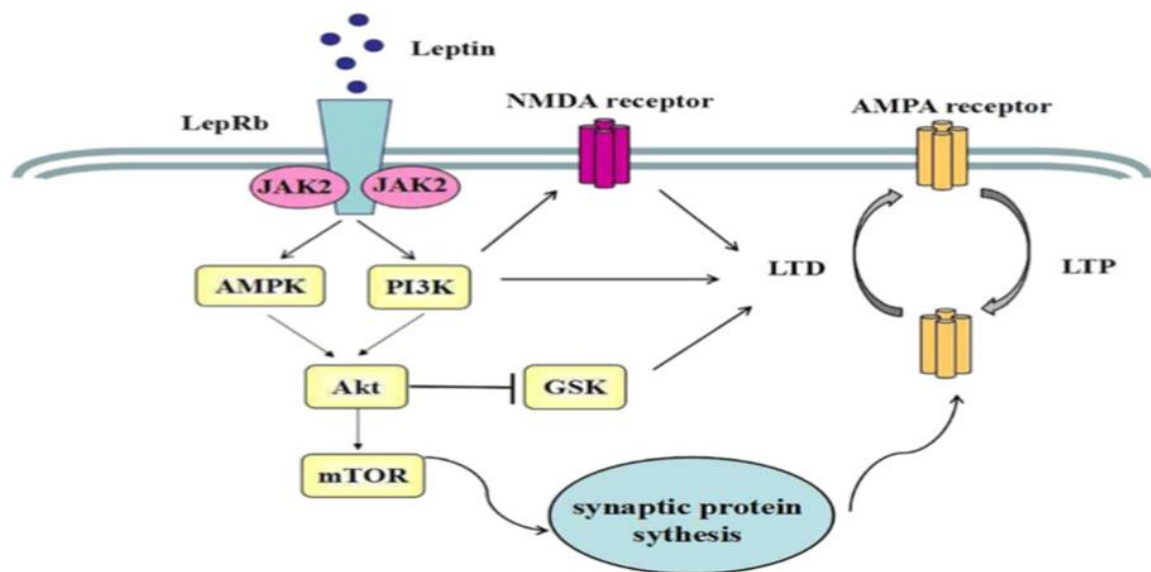 Leptin
NMDA receptor
AMPA receptor
LepRb
JAK2
JAK2
AMPK
PI3K
LTD
LTP
Akt
GSK
mTOR
synaptic protein
sythesis